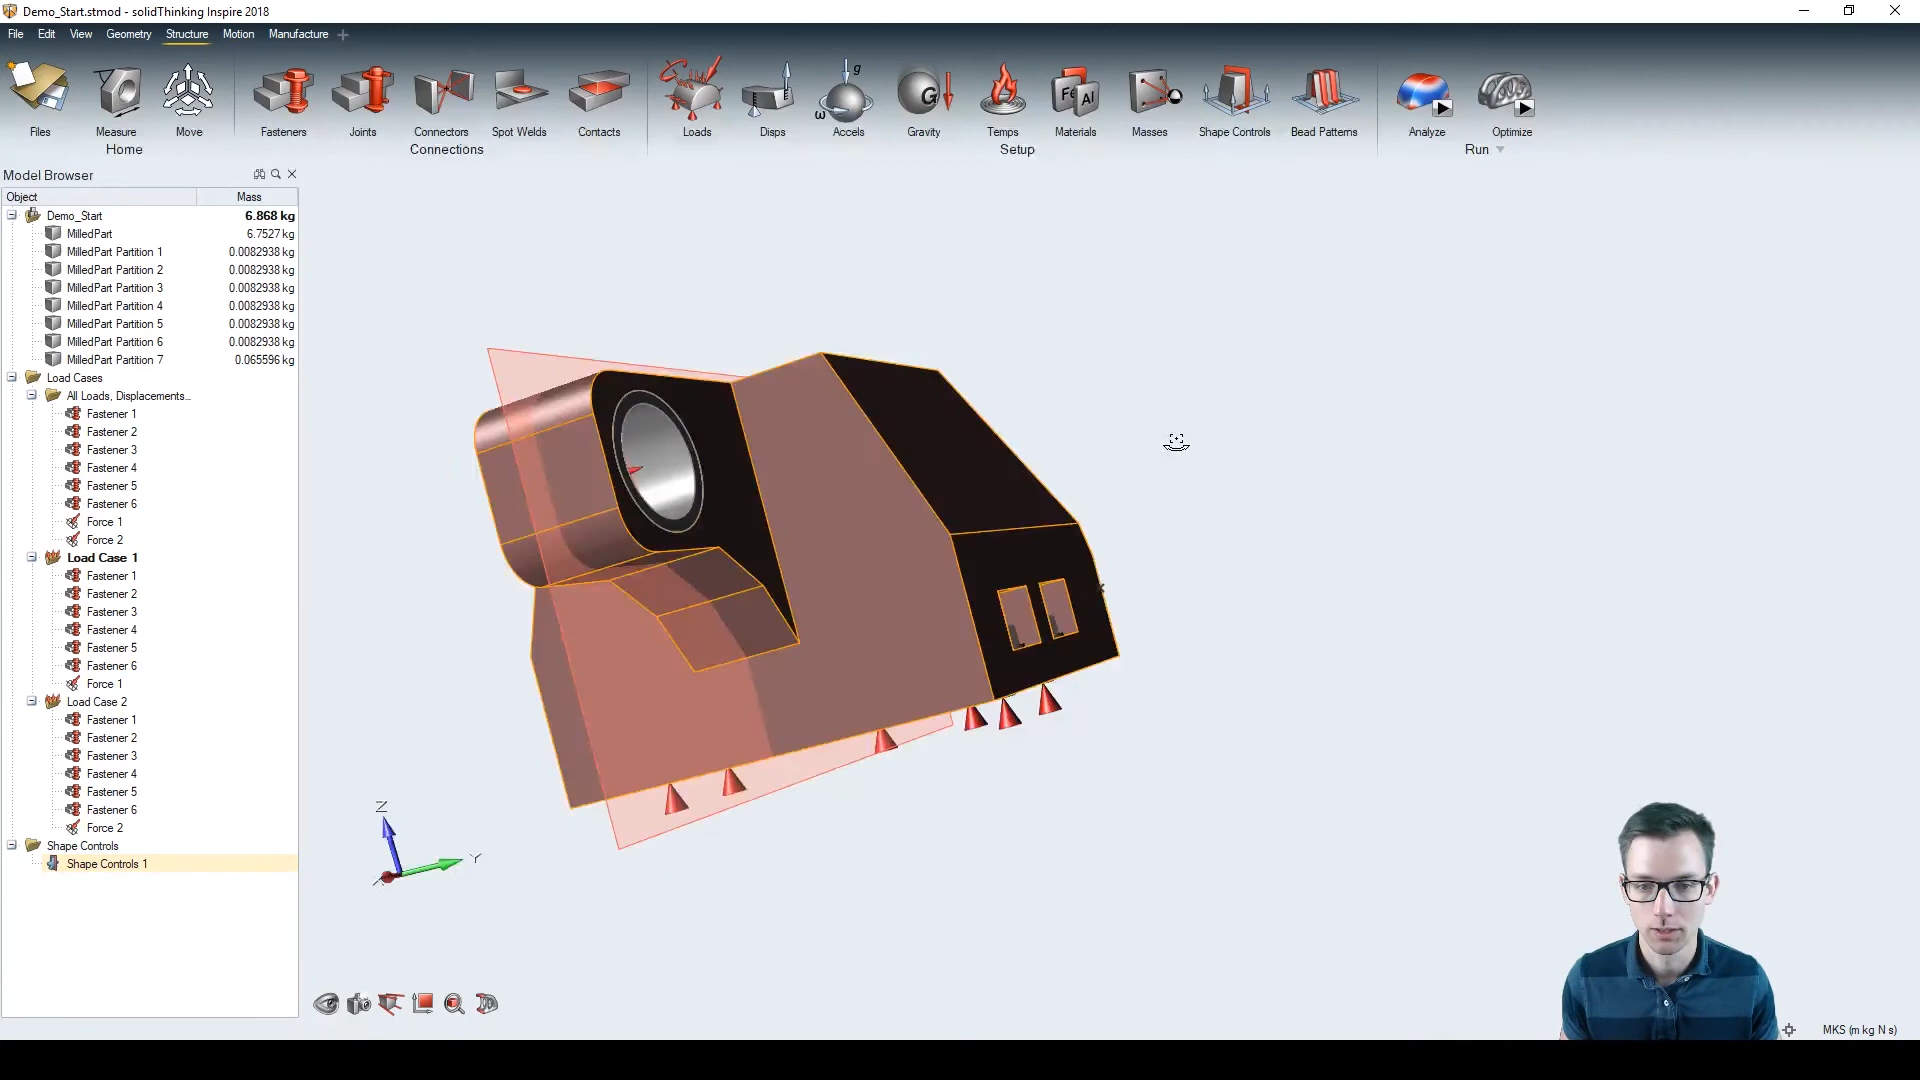 Demo_Start.stmod - solidThinking Inspire 2018
File Edit View Geometry Structure Motion Manufacture
Files Measure Move Fasteners Joints Connectors Spot Welds Contacts Loads Disps Accels Gravity Temps Materials Masses Shape Controls Bead Patterns Analyze Optimize
Home Connections Setup Run
Model Browser
Object Mass
Demo_Start 6.868 kg
MilledPart 6.7527 kg
MilledPart Partition 1 0.0082938 kg
MilledPart Partition 2 0.0082938 kg
MilledPart Partition 3 0.0082938 kg
MilledPart Partition 4 0.0082938 kg
MilledPart Partition 5 0.0082938 kg
MilledPart Partition 6 0.0082938 kg
MilledPart Partition 7 0.065596 kg
Load Cases
All Loads, Displacements...
Fastener 1
Fastener 2
Fastener 3
Fastener 4
Fastener 5
Fastener 6
Force 1
Force 2
Load Case 1
Fastener 1
Fastener 2
Fastener 3
Fastener 4
Fastener 5
Fastener 6
Force 1
Load Case 2
Fastener 1
Fastener 2
Fastener 3
Fastener 4
Fastener 5
Fastener 6
Force 2
Shape Controls
Shape Controls 1
Z
Y
X
MKS (m kg N s)